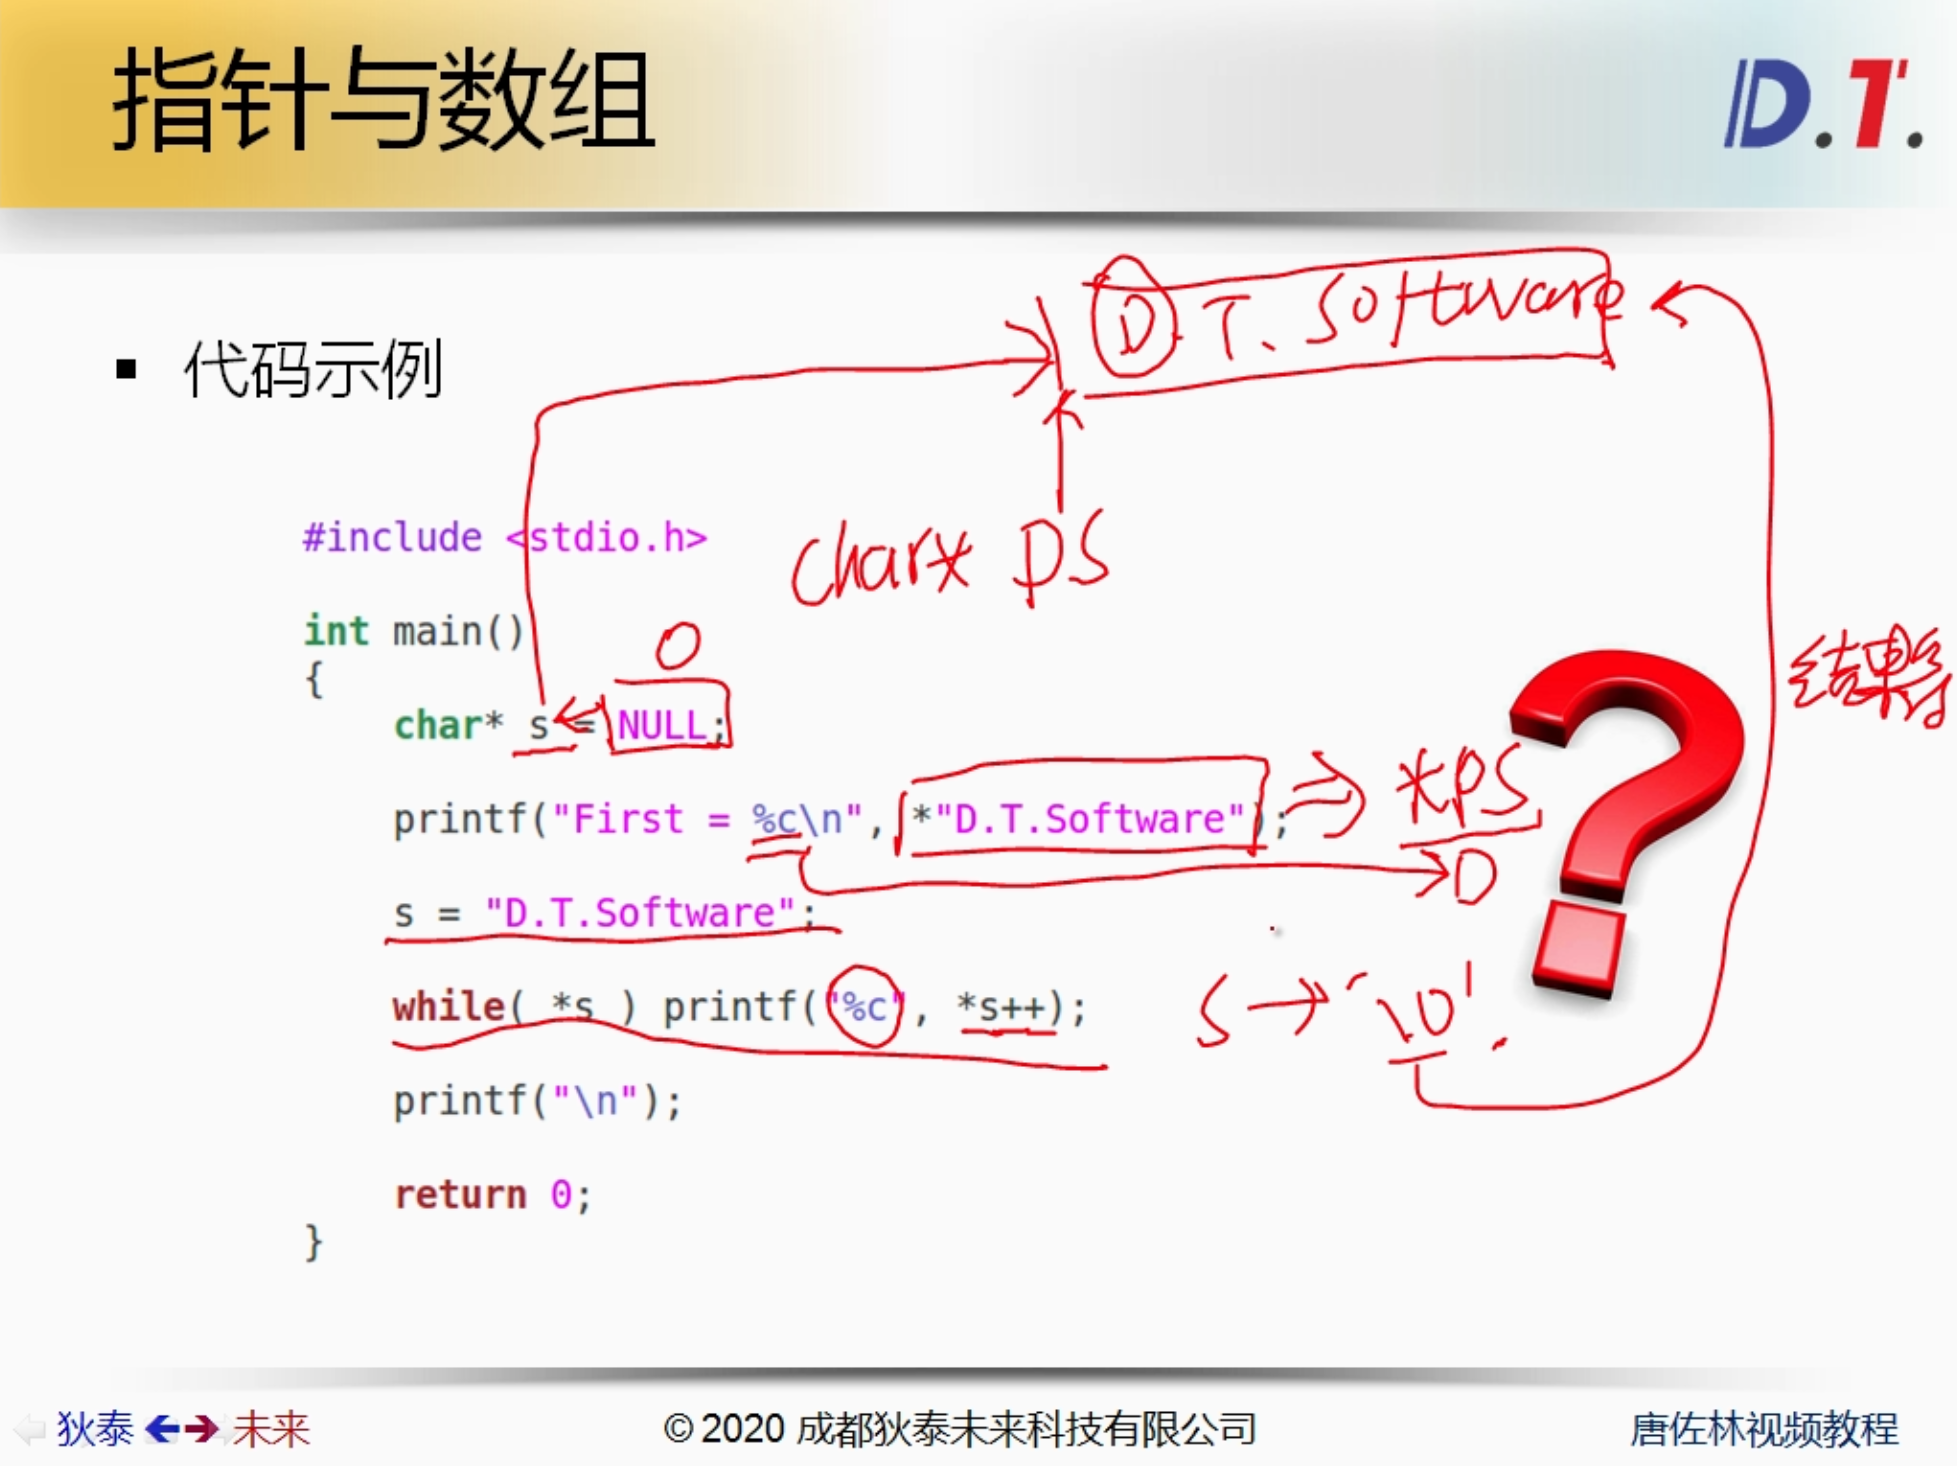 指针与数组
D.T.
D.T.Software
▪ 代码示例
#include <stdio.h>
char* ps
int main()
0
{
结果符
char* s = NULL;
*ps
printf("First = %c\n", *"D.T.Software");
D
s = "D.T.Software";
s → '\0'.
while( *s ) printf("%c", *s++);
printf("\n");
return 0;
}
狄泰 未来
© 2020 成都狄泰未来科技有限公司
唐佐林视频教程